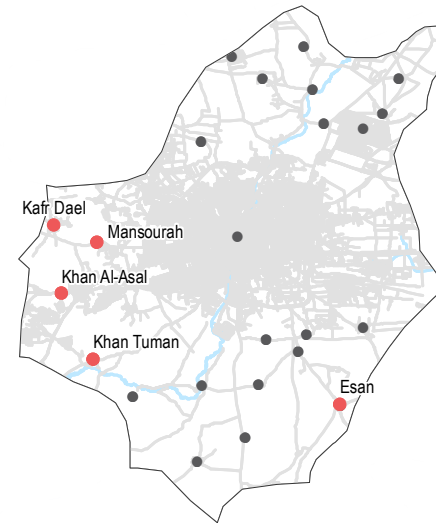 Kafr Dael
Mansourah
Khan Al-Asal
Khan Tuman
Esan